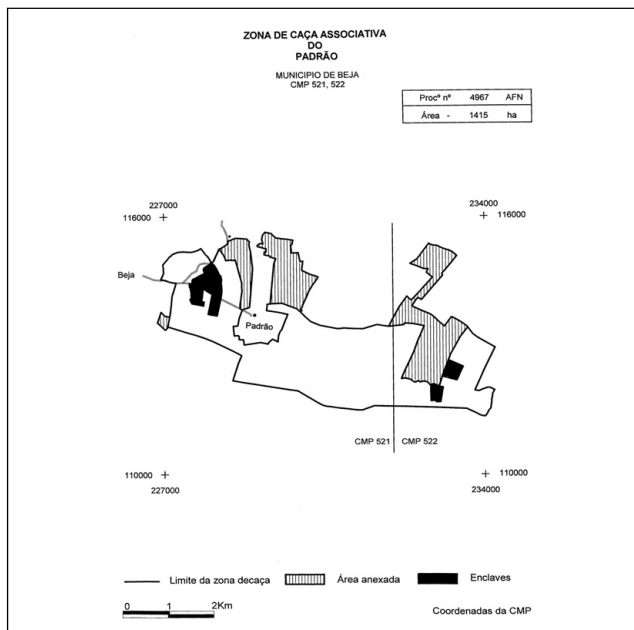 ZONA DE CAÇA ASSOCIATIVA
DO
PADRÃO
MUNICIPIO DE BEJA
CMP 521, 522
Procº nº 4967 AFN
Área - 1415 ha
227000
116000
234000
116000
Beja
Padrão
CMP 521
CMP 522
110000
227000
110000
234000
Limite da zona decaça
Área anexada
Enclaves
0 1 2Km
Coordenadas da CMP